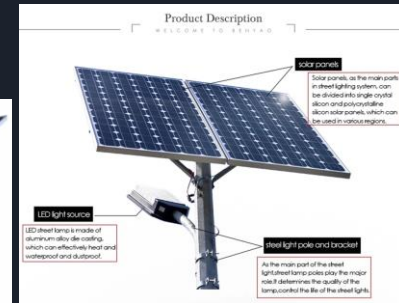 Product Description
WELCOME TO BENYAO
solar panels
Solar panels, as the main parts
in street lighting system, can
be divided into single crystal
silicon and polycrystalline
silicon solar panels, which can
be used in various regions.
LED light source
LED street lamp is made of
aluminum alloy die casting,
which can effectively heat and
waterproof and dustproof.
steel light pole and bracket
As the main part of the street
light,street lamp poles play the major
role.It determines the quality of the
lamp,control the life of the street lights.